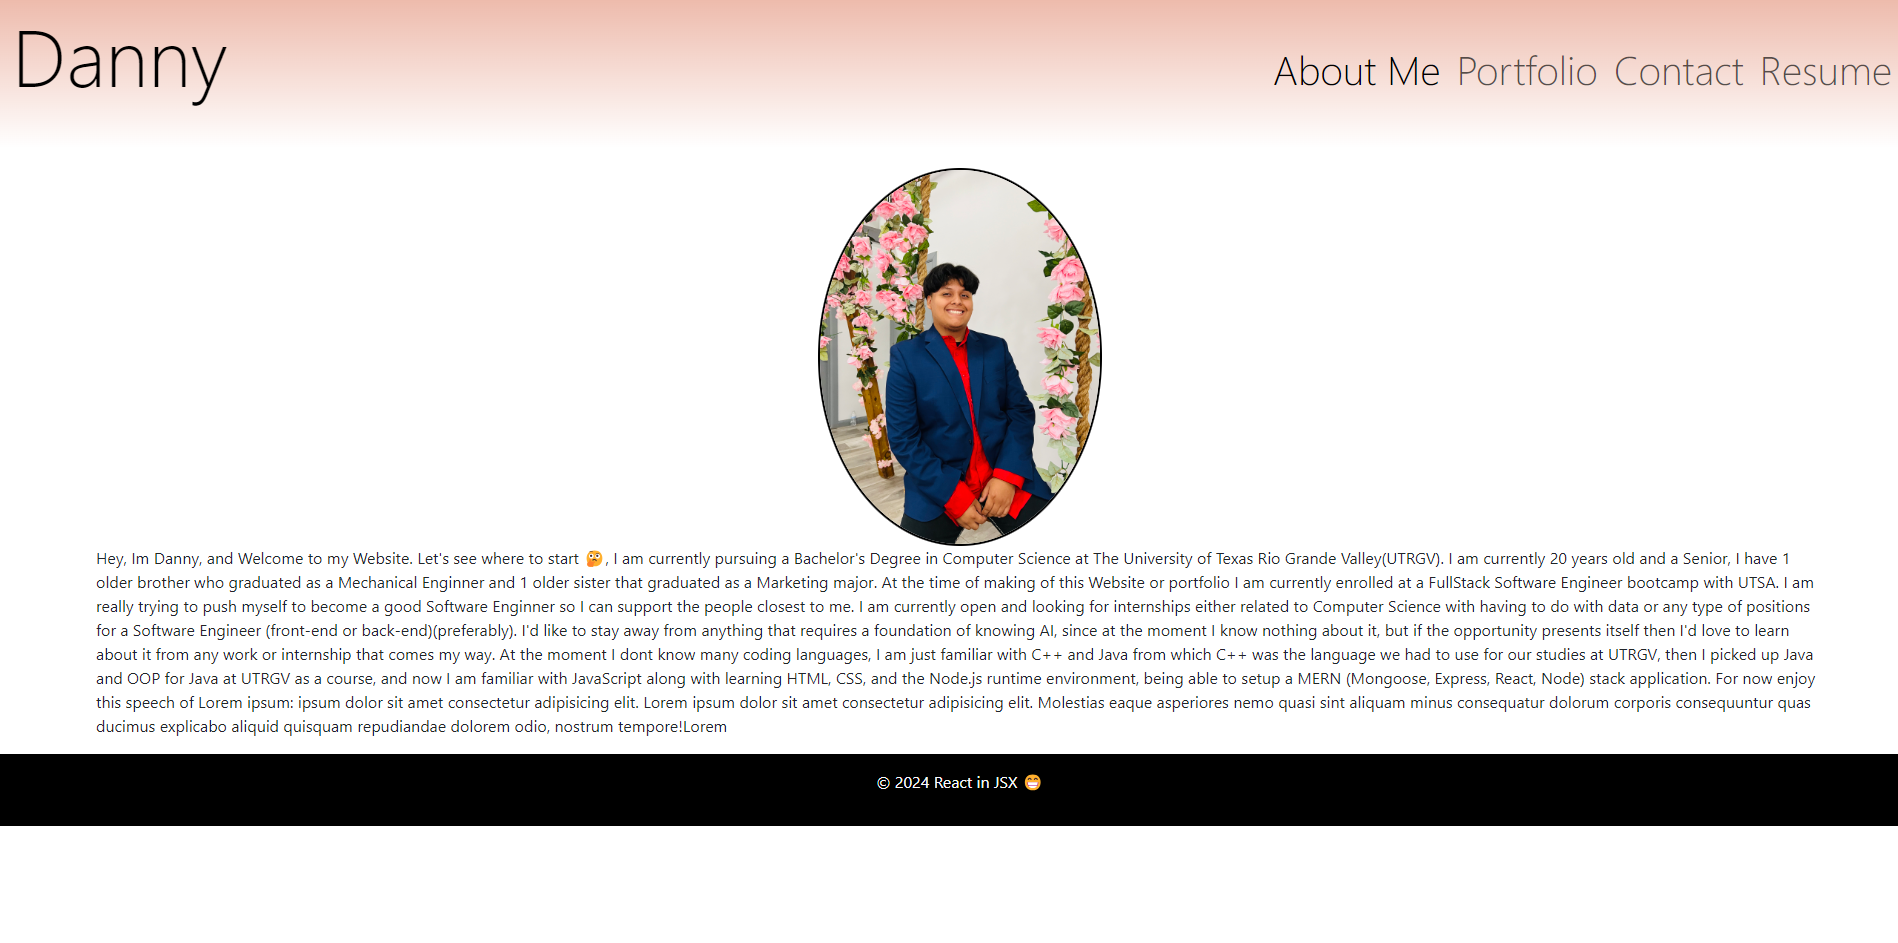 Danny
About Me Portfolio Contact Resume
Hey, Im Danny, and Welcome to my Website. Let's see where to start 🤔, I am currently pursuing a Bachelor's Degree in Computer Science at The University of Texas Rio Grande Valley(UTRGV). I am currently 20 years old and a Senior, I have 1
older brother who graduated as a Mechanical Enginner and 1 older sister that graduated as a Marketing major. At the time of making of this Website or portfolio I am currently enrolled at a FullStack Software Engineer bootcamp with UTSA. I am
really trying to push myself to become a good Software Enginner so I can support the people closest to me. I am currently open and looking for internships either related to Computer Science with having to do with data or any type of positions
for a Software Engineer (front-end or back-end)(preferably). I'd like to stay away from anything that requires a foundation of knowing AI, since at the moment I know nothing about it, but if the opportunity presents itself then I'd love to learn
about it from any work or internship that comes my way. At the moment I dont know many coding languages, I am just familiar with C++ and Java from which C++ was the language we had to use for our studies at UTRGV, then I picked up Java
and OOP for Java at UTRGV as a course, and now I am familiar with JavaScript along with learning HTML, CSS, and the Node.js runtime environment, being able to setup a MERN (Mongoose, Express, React, Node) stack application. For now enjoy
this speech of Lorem ipsum: ipsum dolor sit amet consectetur adipisicing elit. Lorem ipsum dolor sit amet consectetur adipisicing elit. Molestias eaque asperiores nemo quasi sint aliquam minus consequatur dolorum corporis consequuntur quas
ducimus explicabo aliquid quisquam repudiandae dolorem odio, nostrum tempore!Lorem
© 2024 React in JSX 😁